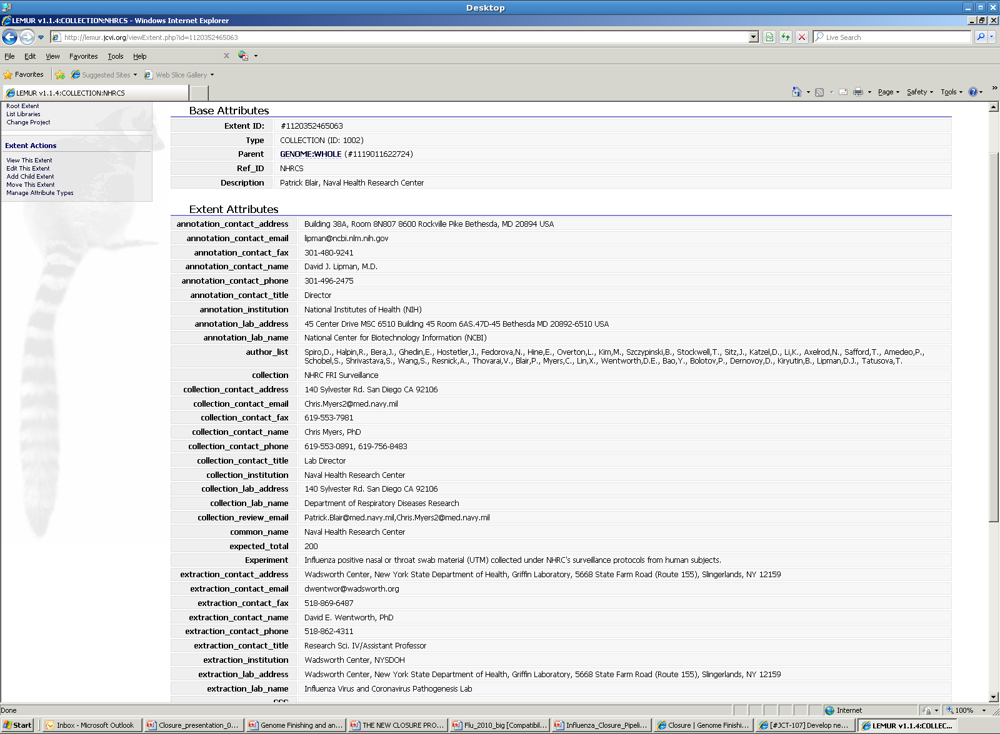 Desktop
LEMUR v1.1.4:COLLECTION:NHRCS - Windows Internet Explorer
http://lemur.jcvi.org/viewExtent.php?id=1120352465063
Live Search
File Edit View Favorites Tools Help
Favorites Suggested Sites Web Slice Gallery
LEMUR v1.1.4:COLLECTION:NHRCS
Page Safety Tools »
Root Extent
List Libraries
Change Project
Extent Actions
View This Extent
Edit This Extent
Add Child Extent
Move This Extent
Manage Attribute Types
Base Attributes
Extent ID: #1120352465063
Type COLLECTION (ID: 1002)
Parent GENOME:WHOLE (#1119011622724)
Ref_ID NHRCS
Description Patrick Blair, Naval Health Research Center
Extent Attributes
annotation_contact_address Building 38A, Room 8N807 8600 Rockville Pike Bethesda, MD 20894 USA
annotation_contact_email lipman@ncbi.nlm.nih.gov
annotation_contact_fax 301-480-9241
annotation_contact_name David J. Lipman, M.D.
annotation_contact_phone 301-496-2475
annotation_contact_title Director
annotation_institution National Institutes of Health (NIH)
annotation_lab_address 45 Center Drive MSC 6510 Building 45 Room 6AS.47D-45 Bethesda MD 20892-6510 USA
annotation_lab_name National Center for Biotechnology Information (NCBI)
author_list Spiro,D., Halpin,R., Bera,J., Ghedin,E., Hostetler,J., Fedorova,N., Hine,E., Overton,L., Kim,M., Szczypinski,B., Stockwell,T., Sitz,J., Katzel,D., Li,K., Axelrod,N., Safford,T., Amedeo,P.,
Schobel,S., Shrivastava,S., Wang,S., Resnick,A., Thovarai,V., Blair,P., Myers,C., Lin,X., Wentworth,D.E., Bao,Y., Bolotov,P., Dernovoy,D., Kiryutin,B., Lipman,D.J., Tatusova,T.
collection NHRC FRI Surveillance
collection_contact_address 140 Sylvester Rd. San Diego CA 92106
collection_contact_email Chris.Myers2@med.navy.mil
collection_contact_fax 619-553-7981
collection_contact_name Chris Myers, PhD
collection_contact_phone 619-553-0891, 619-756-8483
collection_contact_title Lab Director
collection_institution Naval Health Research Center
collection_lab_address 140 Sylvester Rd. San Diego CA 92106
collection_lab_name Department of Respiratory Diseases Research
collection_review_email Patrick.Blair@med.navy.mil,Chris.Myers2@med.navy.mil
common_name Naval Health Research Center
expected_total 200
Experiment Influenza positive nasal or throat swab material (UTM) collected under NHRC's surveillance protocols from human subjects.
extraction_contact_address Wadsworth Center, New York State Department of Health, Griffin Laboratory, 5668 State Farm Road (Route 155), Slingerlands, NY 12159
extraction_contact_email dwentwor@wadsworth.org
extraction_contact_fax 518-869-6487
extraction_contact_name David E. Wentworth, PhD
extraction_contact_phone 518-862-4311
extraction_contact_title Research Sci. IV/Assistant Professor
extraction_institution Wadsworth Center, NYSDOH
extraction_lab_address Wadsworth Center, New York State Department of Health, Griffin Laboratory, 5668 State Farm Road (Route 155), Slingerlands, NY 12159
extraction_lab_name Influenza Virus and Coronavirus Pathogenesis Lab
Done Internet 100%
Start Inbox - Microsoft Outlook Closure_presentation_0... Genome Finishing and an... THE NEW CLOSURE PRO... Flu_2010_big [Compatibil... Influenza_Closure_Pipeli... Closure | Genome Finishi... [#JCT-107] Develop ne... LEMUR v1.1.4:COLLEC...